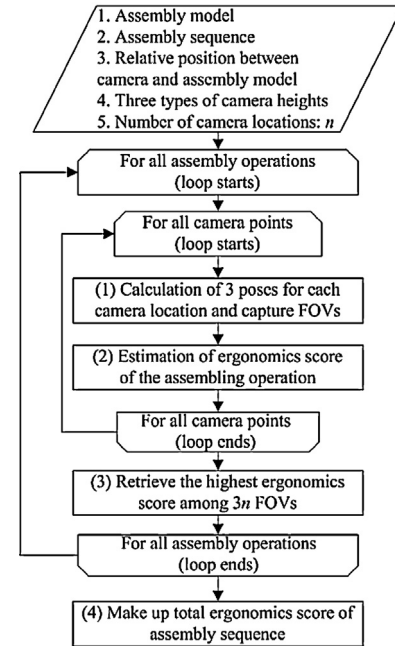 1. Assembly model
2. Assembly sequence
3. Relative position between
camera and assembly model
4. Three types of camera heights
5. Number of camera locations: n
For all assembly operations
(loop starts)
For all camera points
(loop starts)
(1) Calculation of 3 poses for each
camera location and capture FOVs
(2) Estimation of ergonomics score
of the assembling operation
For all camera points
(loop ends)
(3) Retrieve the highest ergonomics
score among 3n FOVs
For all assembly operations
(loop ends)
(4) Make up total ergonomics score of
assembly sequence